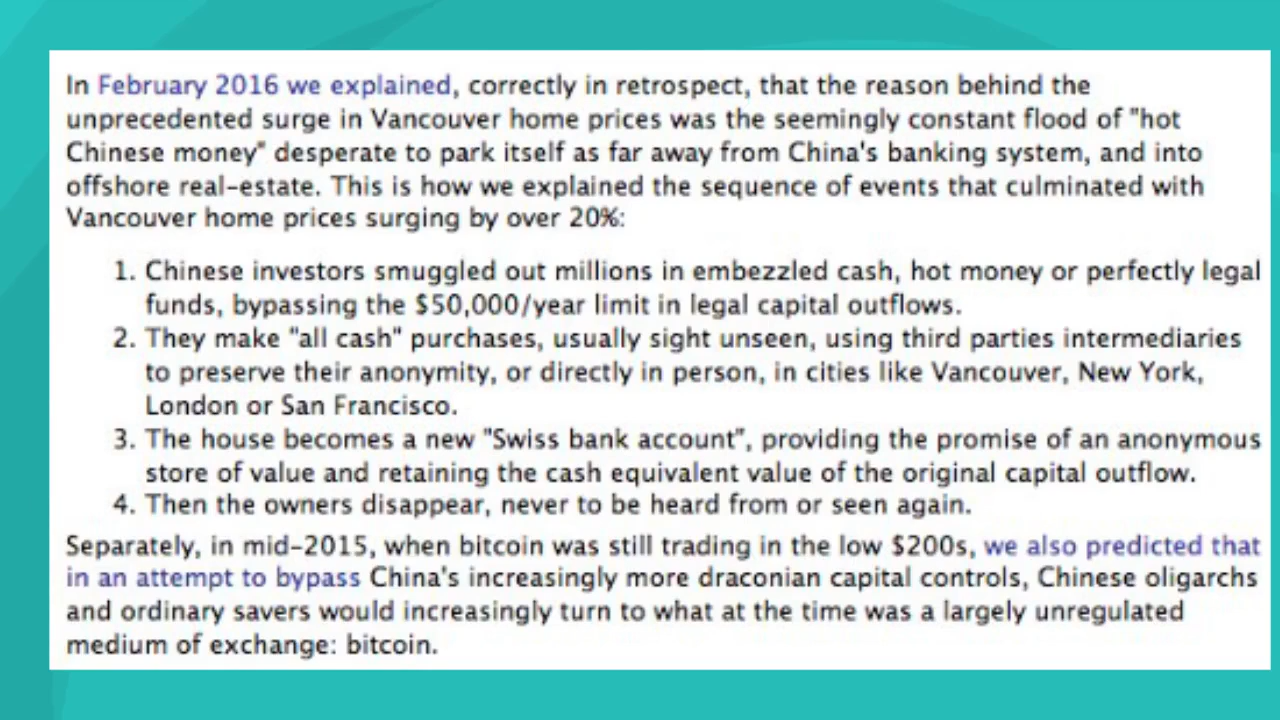 In February 2016 we explained, correctly in retrospect, that the reason behind the
unprecedented surge in Vancouver home prices was the seemingly constant flood of "hot
Chinese money" desperate to park itself as far away from China's banking system, and into
offshore real-estate. This is how we explained the sequence of events that culminated with
Vancouver home prices surging by over 20%:
1. Chinese investors smuggled out millions in embezzled cash, hot money or perfectly legal
funds, bypassing the $50,000/year limit in legal capital outflows.
2. They make "all cash" purchases, usually sight unseen, using third parties intermediaries
to preserve their anonymity, or directly in person, in cities like Vancouver, New York,
London or San Francisco.
3. The house becomes a new "Swiss bank account", providing the promise of an anonymous
store of value and retaining the cash equivalent value of the original capital outflow.
4. Then the owners disappear, never to be heard from or seen again.
Separately, in mid-2015, when bitcoin was still trading in the low $200s, we also predicted that
in an attempt to bypass China's increasingly more draconian capital controls, Chinese oligarchs
and ordinary savers would increasingly turn to what at the time was a largely unregulated
medium of exchange: bitcoin.